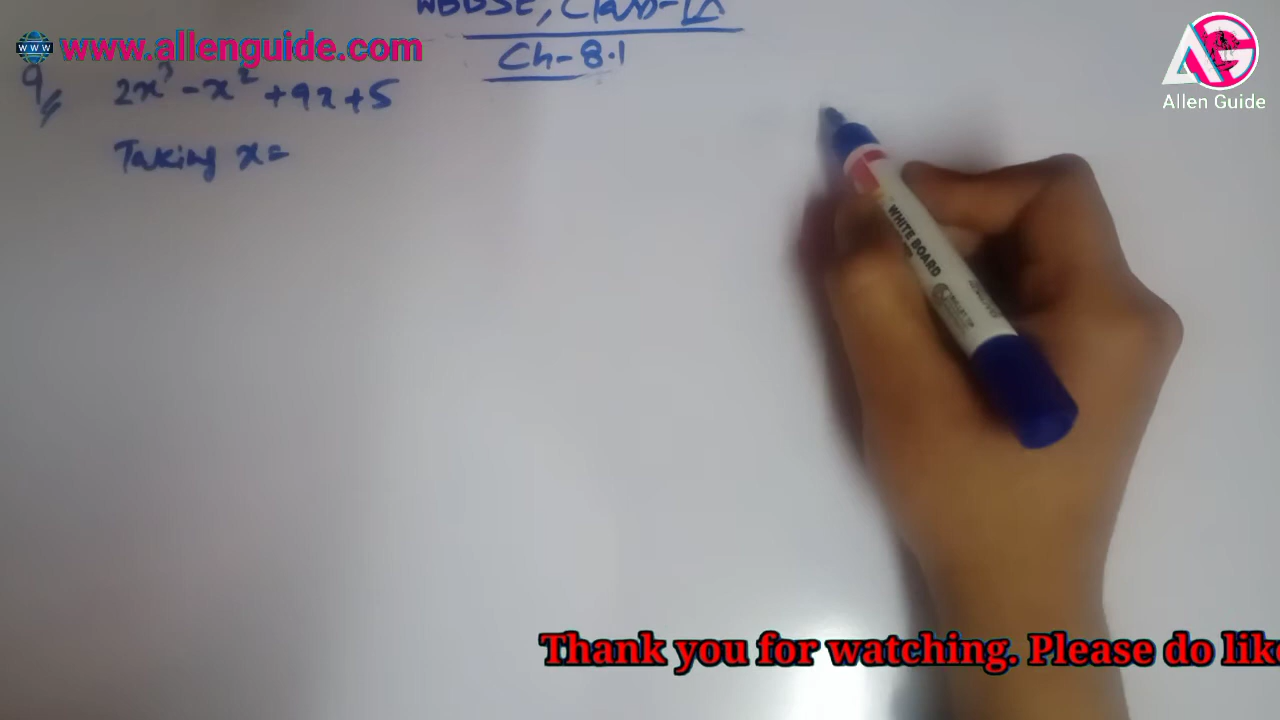 WBBSE, Class-IX
www.allenguide.com
Ch-8.1
9 2x³-x²+9x+5
Taking x=
AG
Allen Guide
WHITE BOARD
Thank you for watching. Please do like